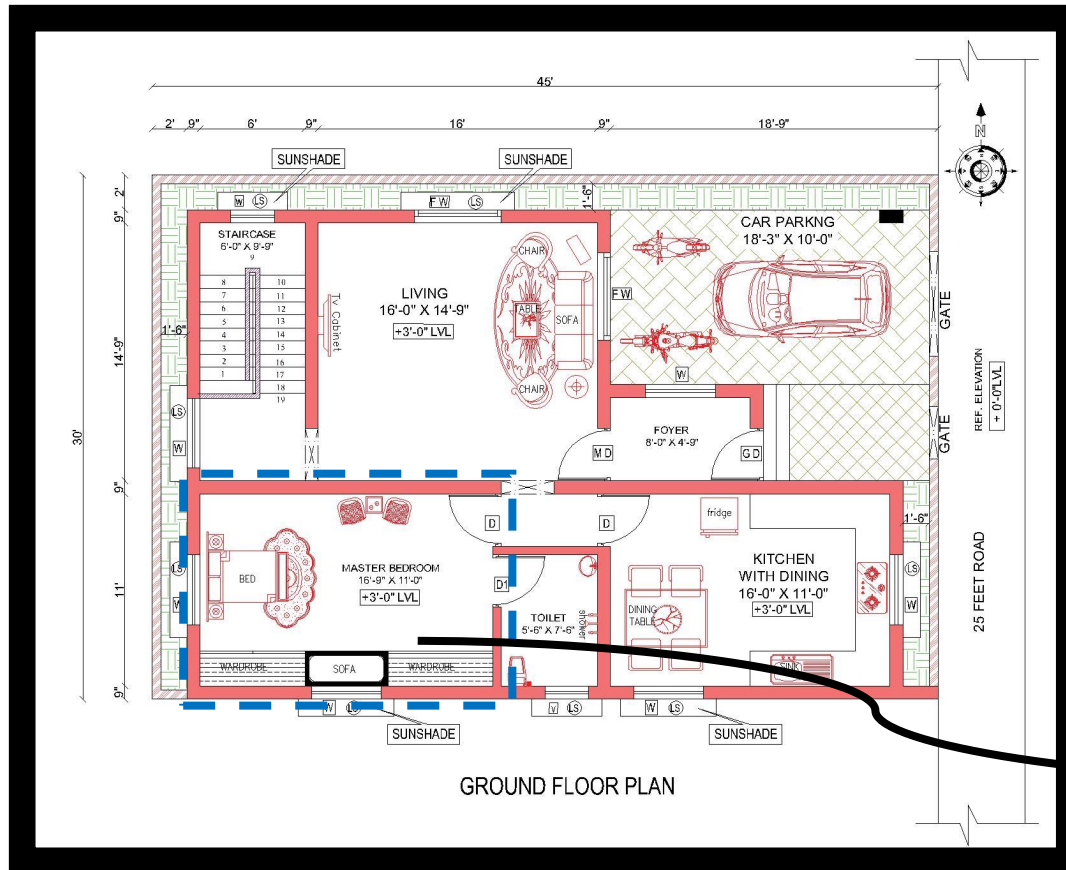 45'
2'
9"
6'
9"
16'
9"
18'-9"
N
SUNSHADE
SUNSHADE
2'
9"
14'-9"
9"
11'
9"
30'
1'-6"
W
LS
F W
LS
1'-6"
STAIRCASE
6'-0" X 9'-9"
9
8
10
7
11
6
12
5
13
4
14
3
15
2
16
1
17
18
19
Tv Cabinet
LIVING
16'-0" X 14'-9"
+3'-0" LVL
CHAIR
TABLE
SOFA
CHAIR
F W
CAR PARKNG
18'-3" X 10'-0"
GATE
GATE
REF. ELEVATION
+ 0'-0"LVL
W
FOYER
8'-0" X 4'-9"
M D
G D
LS
W
D
D
fridge
1'-6"
BED
MASTER BEDROOM
16'-9" X 11'-0"
+3'-0" LVL
D1
LS
W
TOILET
5'-6" X 7'-6"
shower
KITCHEN
WITH DINING
16'-0" X 11'-0"
+3'-0" LVL
DINING
TABLE
LS
W
25 FEET ROAD
WARDROBE
SOFA
WARDROBE
SINK
W
LS
V
LS
W
LS
SUNSHADE
SUNSHADE
GROUND FLOOR PLAN